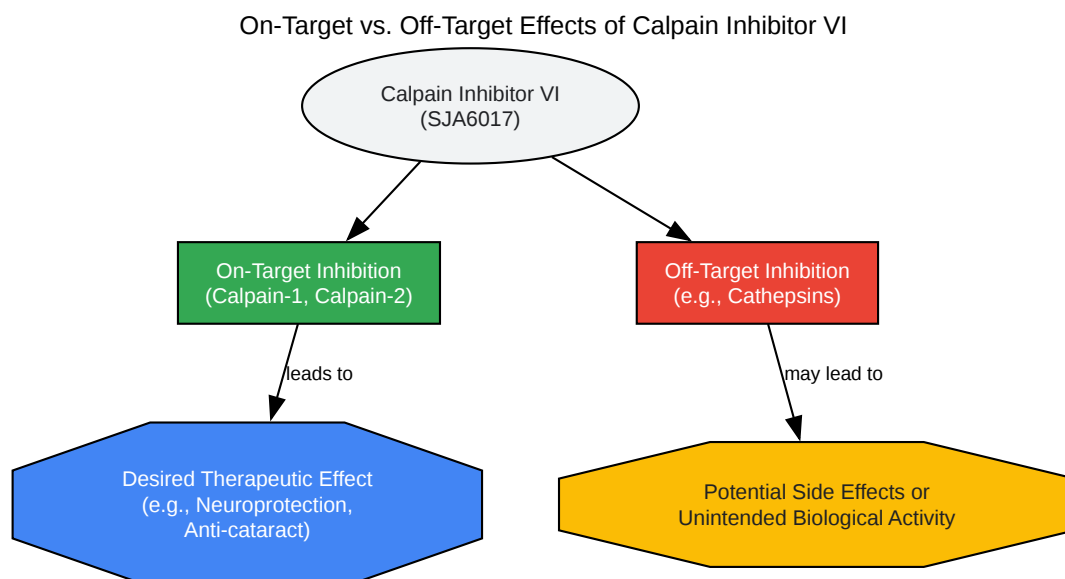 On-Target vs. Off-Target Effects of Calpain Inhibitor VI
Calpain Inhibitor VI
(SJA6017)
On-Target Inhibition
(Calpain-1, Calpain-2)
Off-Target Inhibition
(e.g., Cathepsins)
leads to
may lead to
Desired Therapeutic Effect
(e.g., Neuroprotection,
Anti-cataract)
Potential Side Effects or
Unintended Biological Activity